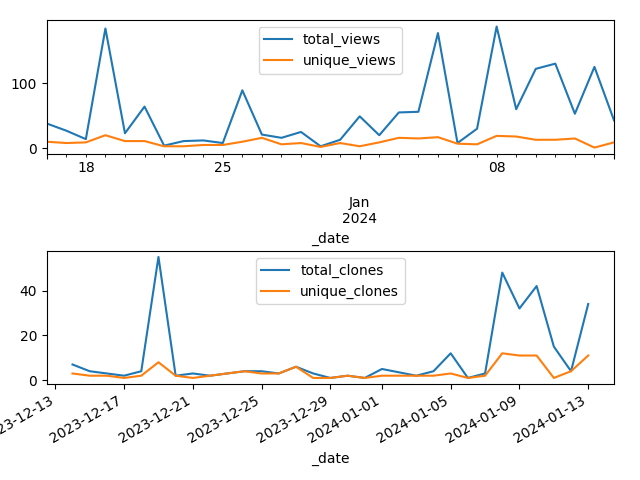 total_views
unique_views
100
0
18
25
08
Jan
2024
_date
total_clones
unique_clones
40
20
0
23-12-13
2023-12-17
2023-12-21
2023-12-25
2023-12-29
2024-01-01
2024-01-05
2024-01-09
2024-01-13
_date